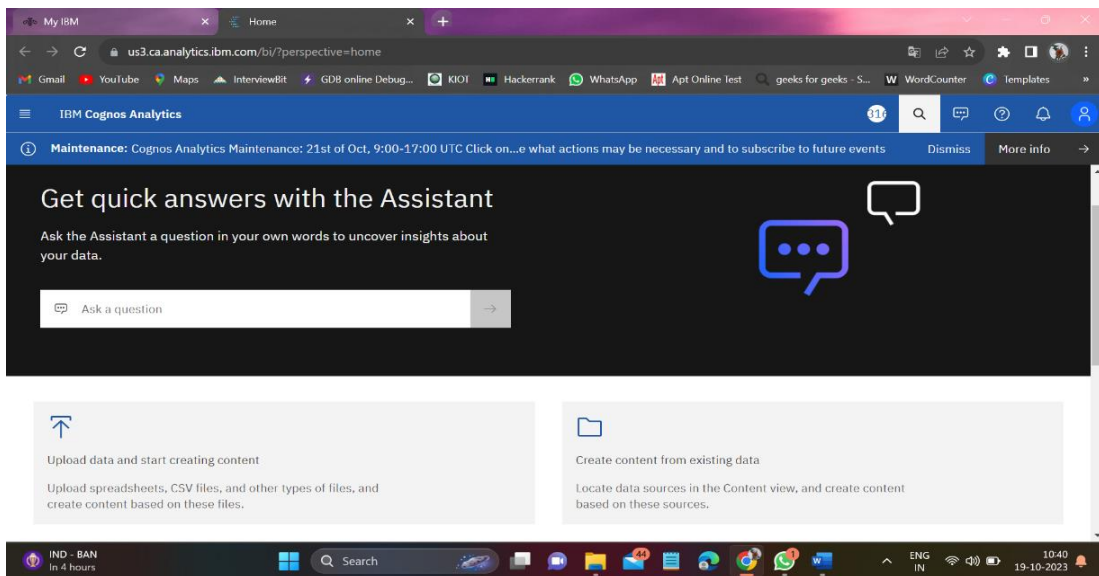 My IBM
Home
us3.ca.analytics.ibm.com/bi/?perspective=home
Gmail YouTube Maps InterviewBit GDB online Debug... KIOT Hackerrank WhatsApp Apt Online Test geeks for geeks - S... WordCounter Templates »
IBM Cognos Analytics
Maintenance: Cognos Analytics Maintenance: 21st of Oct, 9:00-17:00 UTC Click on...e what actions may be necessary and to subscribe to future events Dismiss More info
Get quick answers with the Assistant
Ask the Assistant a question in your own words to uncover insights about
your data.
Ask a question
Upload data and start creating content
Upload spreadsheets, CSV files, and other types of files, and
create content based on these files.
Create content from existing data
Locate data sources in the Content view, and create content
based on these sources.
IND - BAN
In 4 hours
Search
44
ENG
IN
10:40
19-10-2023